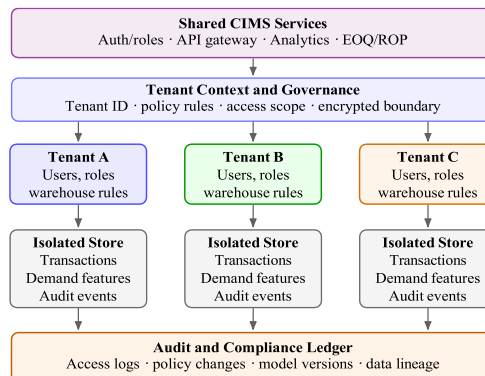 Shared CIMS Services
Auth/roles · API gateway · Analytics · EOQ/ROP
Tenant Context and Governance
Tenant ID · policy rules · access scope · encrypted boundary
Tenant A
Users, roles
warehouse rules
Tenant B
Users, roles
warehouse rules
Tenant C
Users, roles
warehouse rules
Isolated Store
Transactions
Demand features
Audit events
Isolated Store
Transactions
Demand features
Audit events
Isolated Store
Transactions
Demand features
Audit events
Audit and Compliance Ledger
Access logs · policy changes · model versions · data lineage